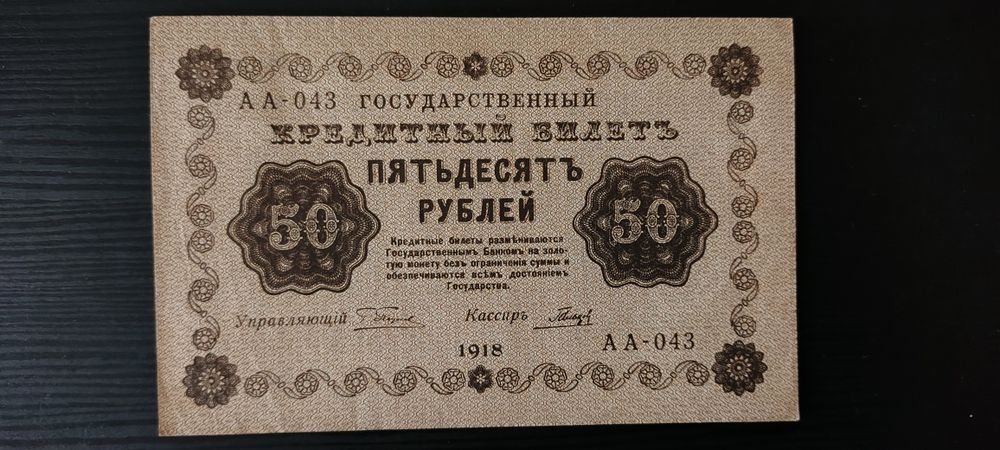 АА-043 ГОСУДАРСТВЕННЫЙ
КРЕДИТНЫЙ БИЛЕТЪ
50 ПЯТЬДЕСЯТЪ 50
РУБЛЕЙ
Кредитные билеты размѣниваются
Государственнымъ Банкомъ на золо-
тую монету безъ ограниченія суммы и
обезпечиваются всѣмъ достояніемъ
Государства.
Управляющій Кассиръ
1918
АА-043